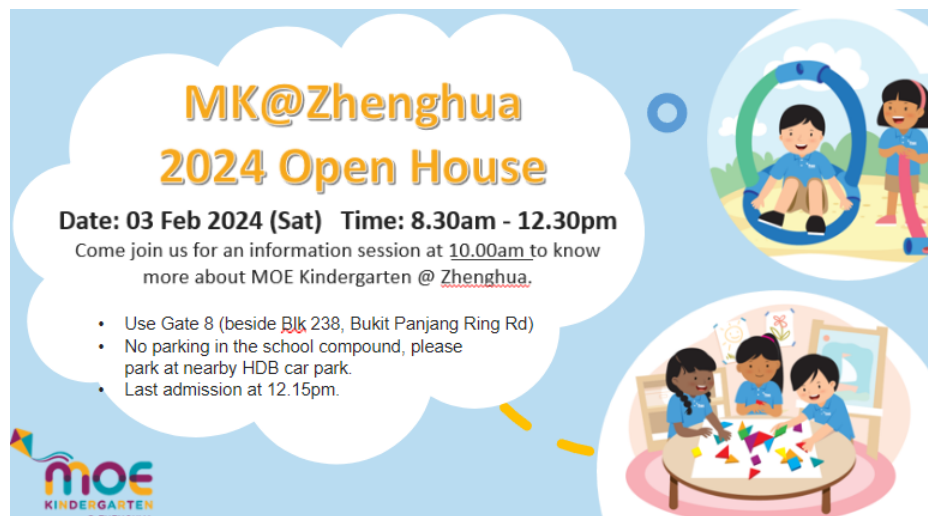 MK@Zhenghua
2024 Open House
Date: 03 Feb 2024 (Sat) Time: 8.30am - 12.30pm
Come join us for an information session at 10.00am to know
more about MOE Kindergarten @ Zhenghua.
• Use Gate 8 (beside Blk 238, Bukit Panjang Ring Rd)
• No parking in the school compound, please
park at nearby HDB car park.
• Last admission at 12.15pm.
moe
KINDERGARTEN